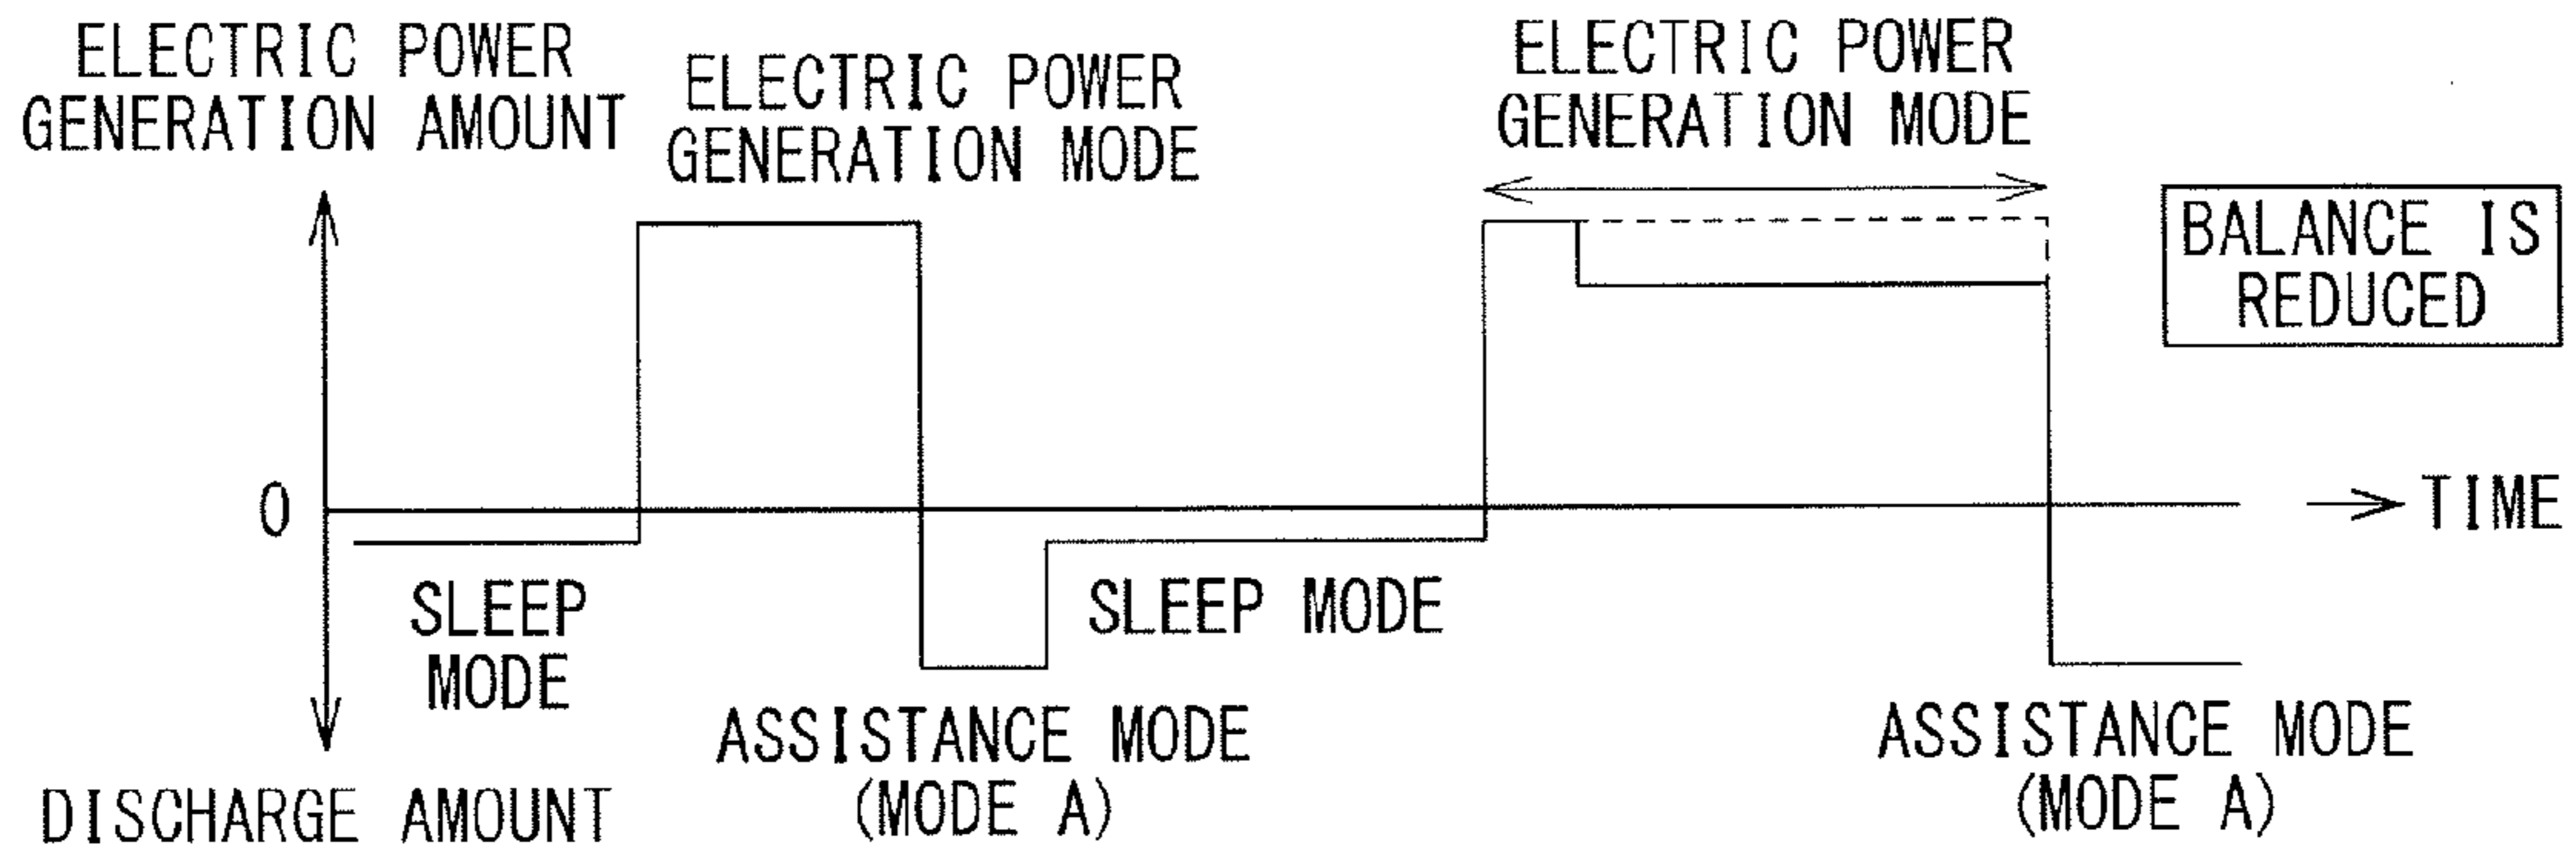 ELECTRIC POWER
GENERATION AMOUNT
ELECTRIC POWER
GENERATION MODE
ELECTRIC POWER
GENERATION MODE
BALANCE IS
REDUCED
0
TIME
SLEEP
MODE
SLEEP MODE
ASSISTANCE MODE
(MODE A)
ASSISTANCE MODE
(MODE A)
DISCHARGE AMOUNT